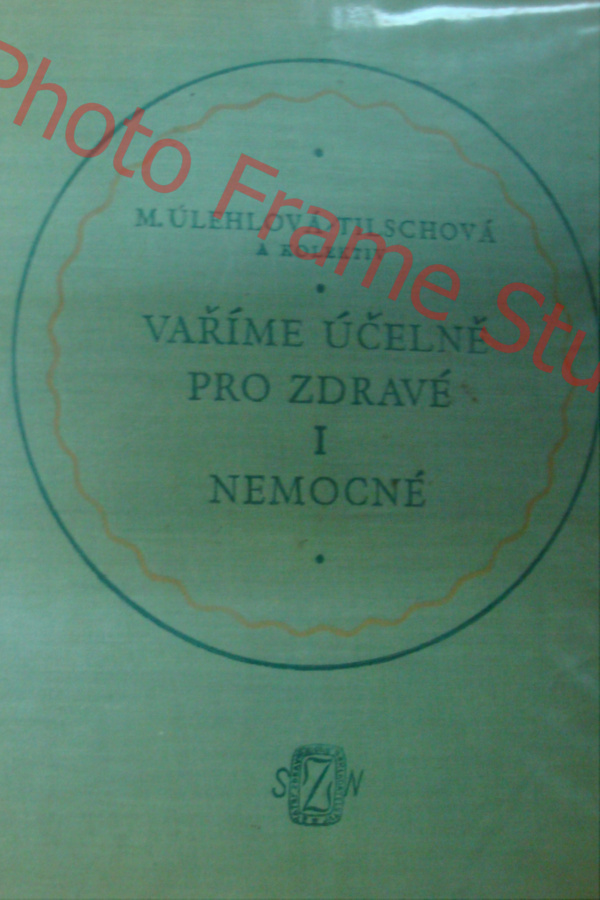 M. ÚLEHLOVÁ-TILSCHOVÁ
A KOLEKTIV
VAŘÍME ÚČELNĚ
PRO ZDRAVÉ
I
NEMOCNÉ
SZN
Photo Frame Stu